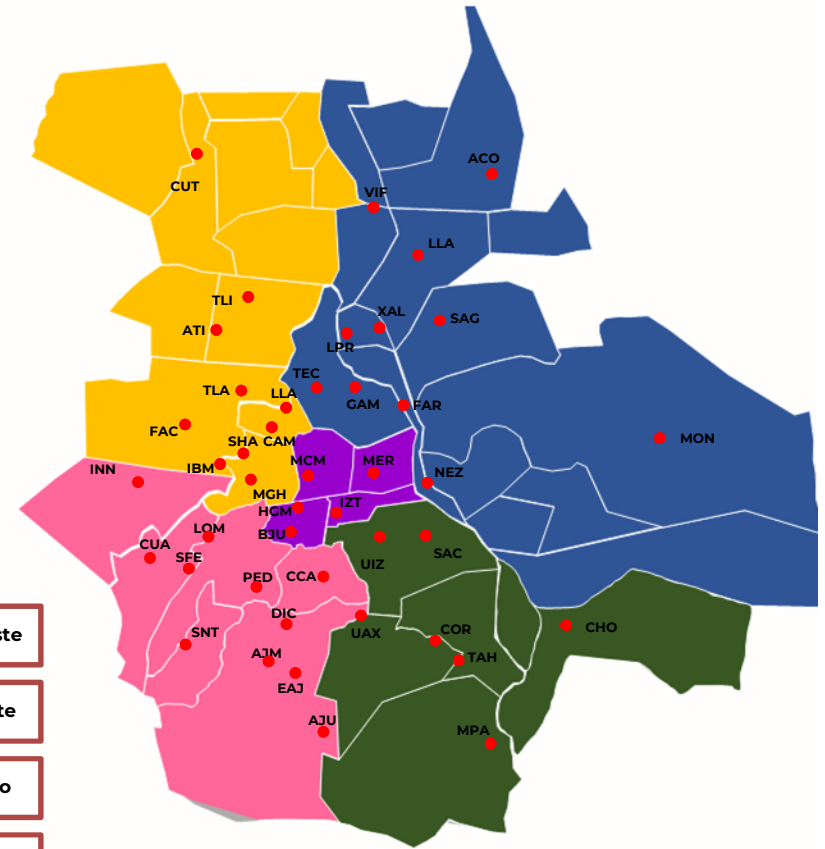 ACO
CUT
VIF
LLA
TLI
XAL
SAG
ATI
LPR
TEC
TLA
LLA
GAM
FAR
FAC
SHA
CAM
MON
INN
IBM
MCM
MER
NEZ
MGH
HGM
IZT
LOM
BJU
CUA
SFE
UIZ
SAC
PED
CCA
DIC
SNT
UAX
COR
CHO
ste
AJM
TAH
EAJ
te
AJU
MPA
o